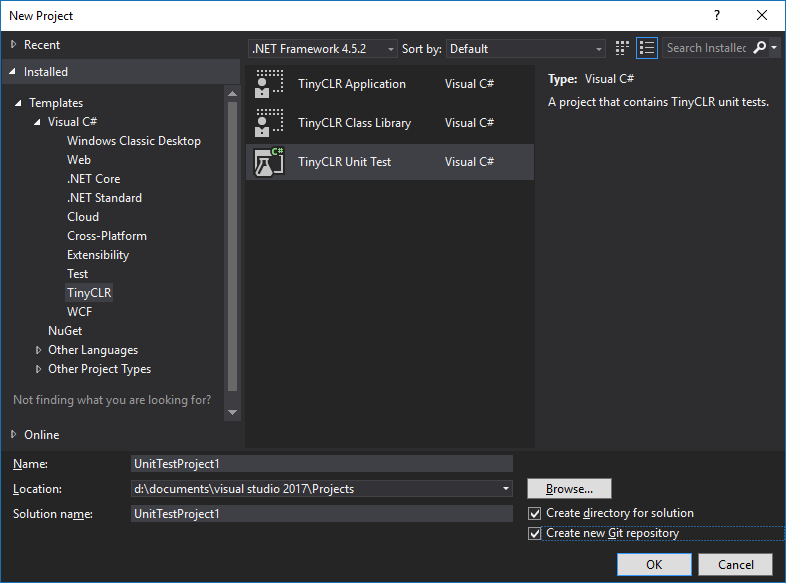 New Project
?
Recent
Installed
Templates
Visual C#
Windows Classic Desktop
Web
.NET Core
.NET Standard
Cloud
Cross-Platform
Extensibility
Test
TinyCLR
WCF
NuGet
Other Languages
Other Project Types
Not finding what you are looking for?
Online
.NET Framework 4.5.2 Sort by: Default
Search Installed
TinyCLR Application Visual C#
TinyCLR Class Library Visual C#
C# TinyCLR Unit Test Visual C#
Type: Visual C#
A project that contains TinyCLR unit tests.
Name: UnitTestProject1
Location: d:\documents\visual studio 2017\Projects Browse...
Solution name: UnitTestProject1
Create directory for solution
Create new Git repository
OK Cancel